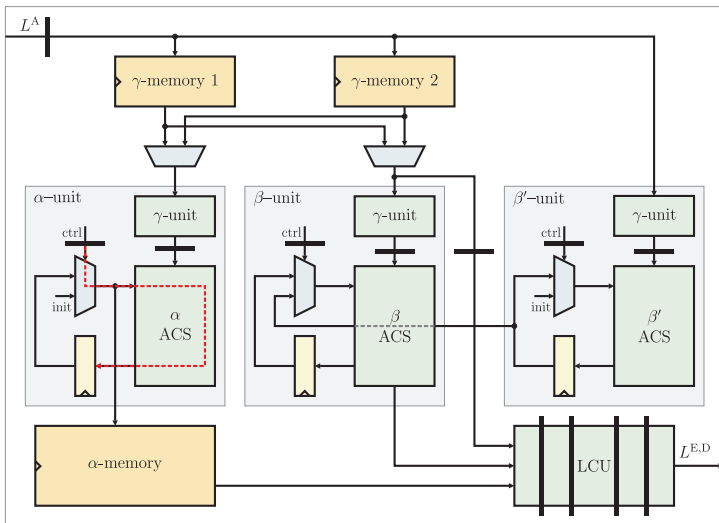 L^A
γ-memory 1
γ-memory 2
α-unit
β-unit
β′-unit
γ-unit
γ-unit
γ-unit
ctrl
ctrl
ctrl
init
init
α
ACS
β
ACS
β′
ACS
α-memory
LCU
L^E,D